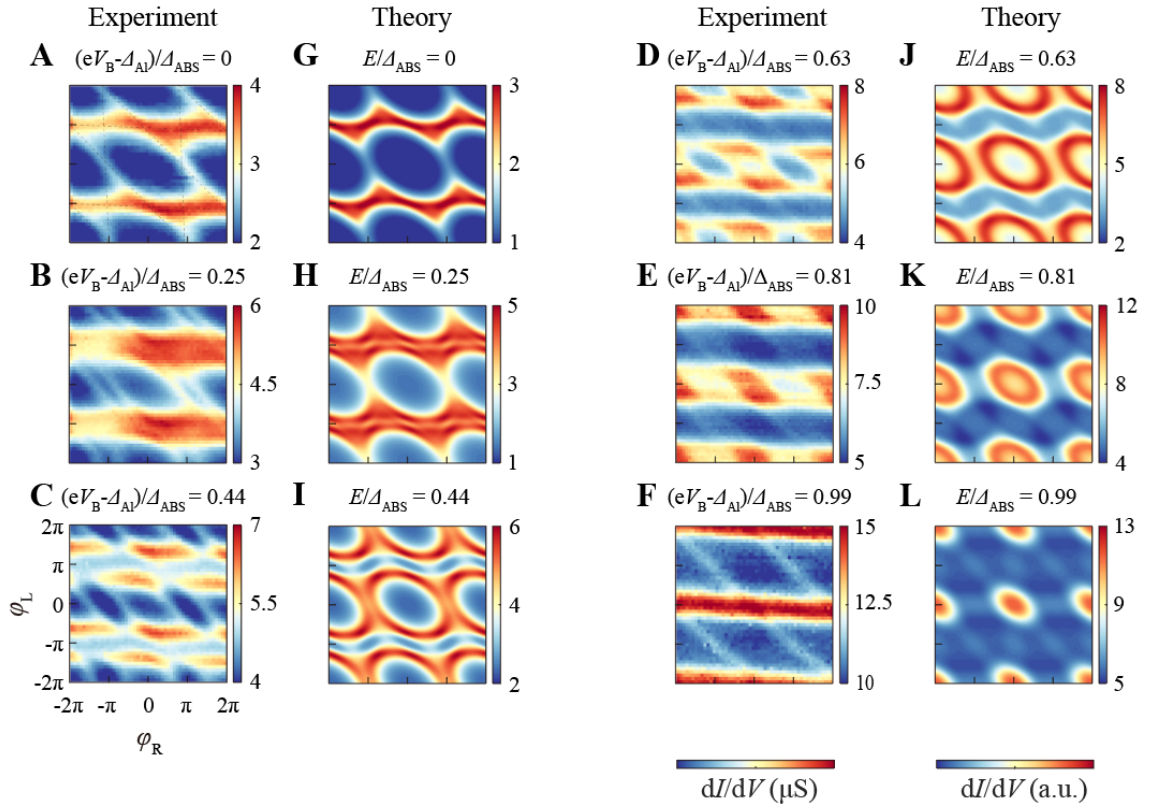 Experiment Theory Experiment Theory
A (eV_B-Δ_Al)/Δ_ABS = 0 G E/Δ_ABS = 0 D (eV_B-Δ_Al)/Δ_ABS = 0.63 J E/Δ_ABS = 0.63
4 3 8 8
3 2 6 5
2 1 4 2
B (eV_B-Δ_Al)/Δ_ABS = 0.25 H E/Δ_ABS = 0.25 E (eV_B-Δ_Al)/Δ_ABS = 0.81 K E/Δ_ABS = 0.81
6 5 10 12
4.5 3 7.5 8
3 1 5 4
C (eV_B-Δ_Al)/Δ_ABS = 0.44 I E/Δ_ABS = 0.44 F (eV_B-Δ_Al)/Δ_ABS = 0.99 L E/Δ_ABS = 0.99
2π 7 6 15 13
π
φ_L 0 5.5 4 12.5 9
-π
-2π 4 2 10 5
-2π -π 0 π 2π
φ_R
dI/dV (μS) dI/dV (a.u.)